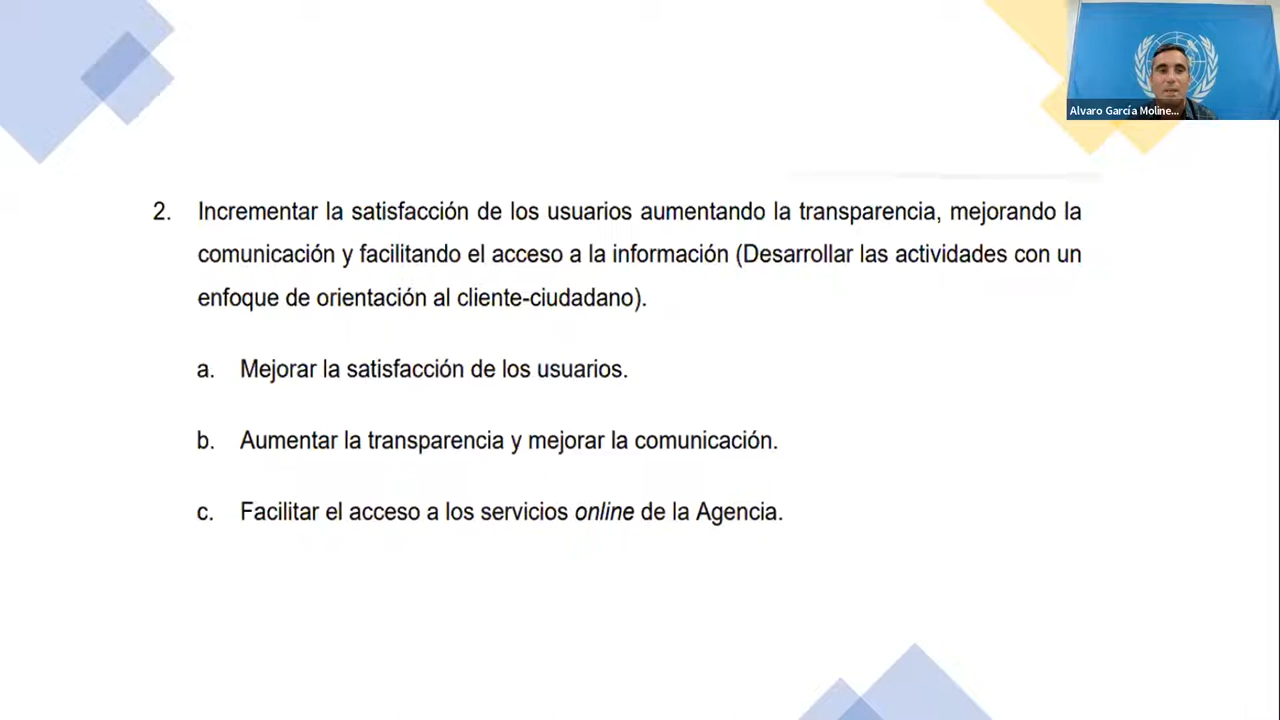 Alvaro García Moline...
2. Incrementar la satisfacción de los usuarios aumentando la transparencia, mejorando la
comunicación y facilitando el acceso a la información (Desarrollar las actividades con un
enfoque de orientación al cliente-ciudadano).
a. Mejorar la satisfacción de los usuarios.
b. Aumentar la transparencia y mejorar la comunicación.
c. Facilitar el acceso a los servicios online de la Agencia.